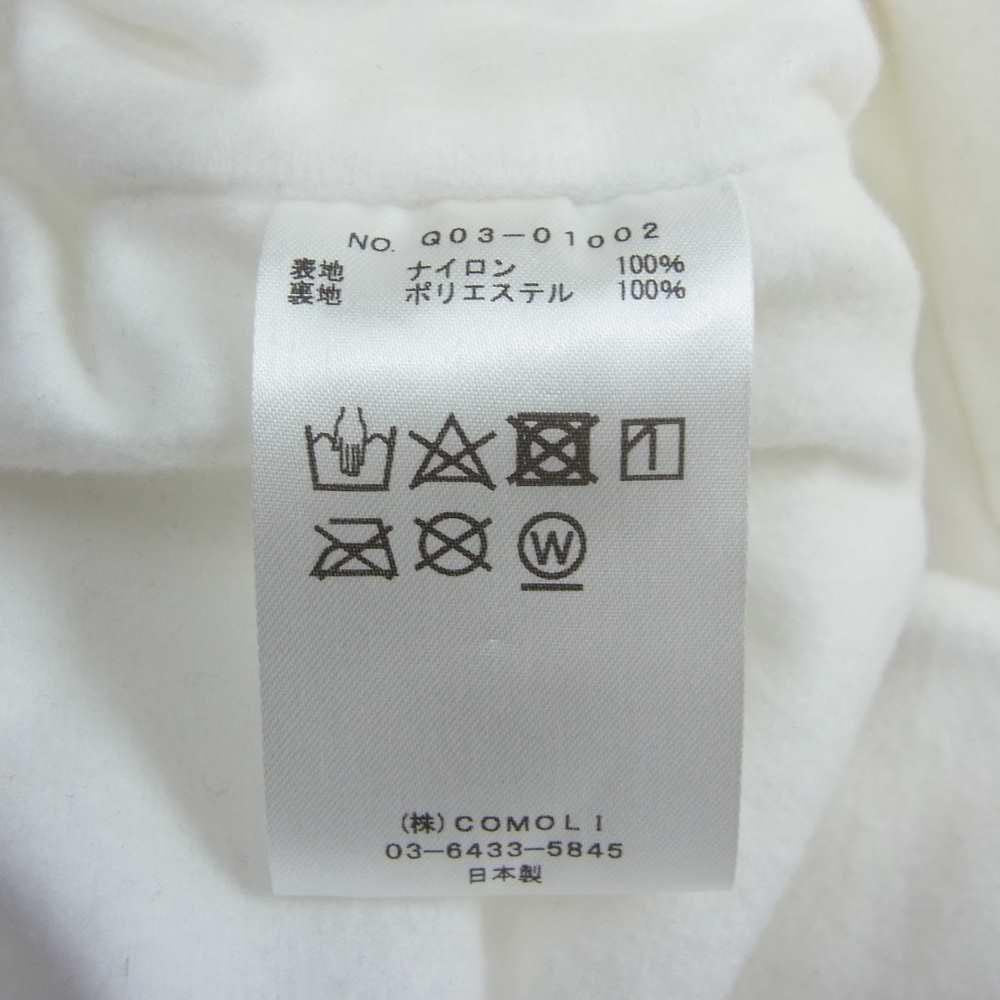 NO. Q03-01002
表地 ナイロン 100%
裏地 ポリエステル 100%
W
(株)COMOLI
03-6433-5845
日本製